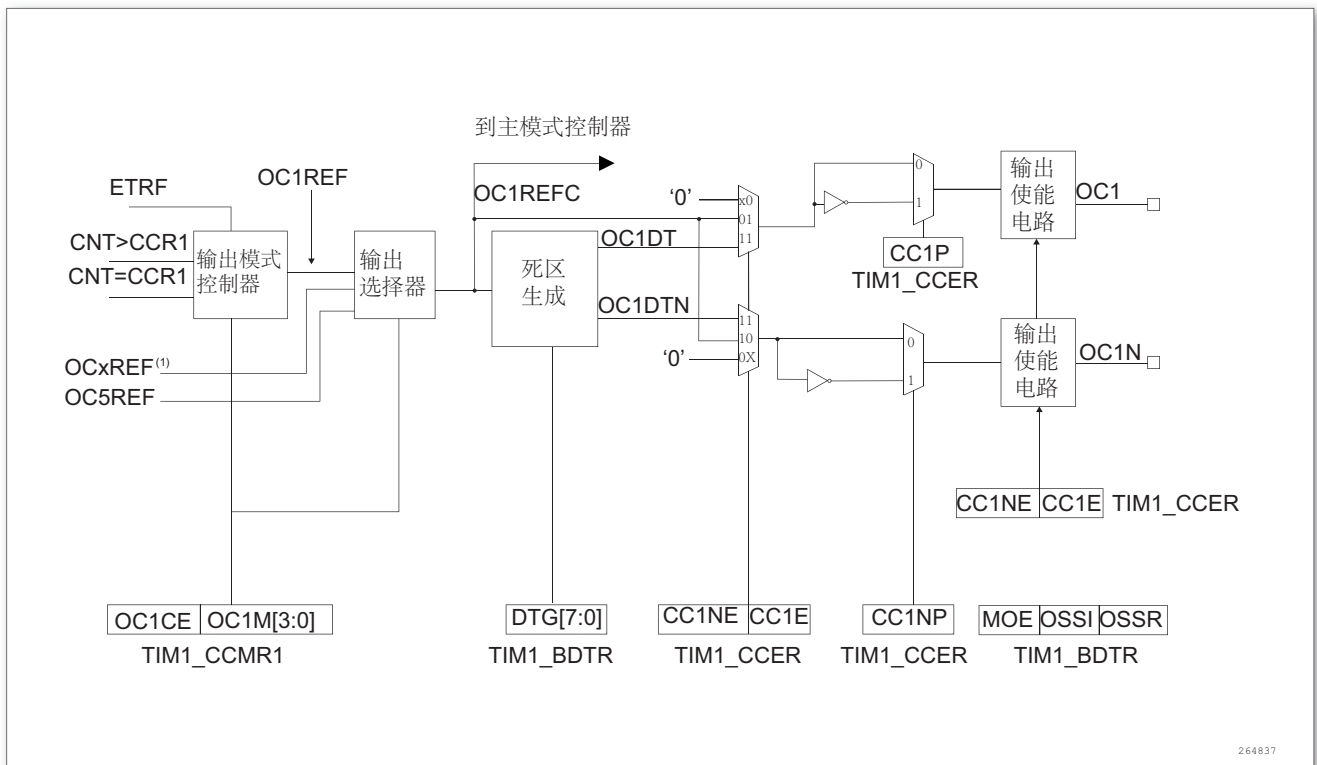 到主模式控制器
ETRF
OC1REF
OC1REFC
CNT>CCR1
CNT=CCR1
输出模式
控制器
输出
选择器
OCxREF(1)
OC5REF
死区
生成
OC1DT
OC1DTN
‘0’
x0
01
11
11
10
0X
‘0’
0
1
CC1P
TIM1_CCER
0
1
输出
使能
电路
OC1
输出
使能
电路
OC1N
CC1NE CC1E TIM1_CCER
OC1CE OC1M[3:0]
TIM1_CCMR1
DTG[7:0]
TIM1_BDTR
CC1NE CC1E
TIM1_CCER
CC1NP
TIM1_CCER
MOE OSSI OSSR
TIM1_BDTR
264837